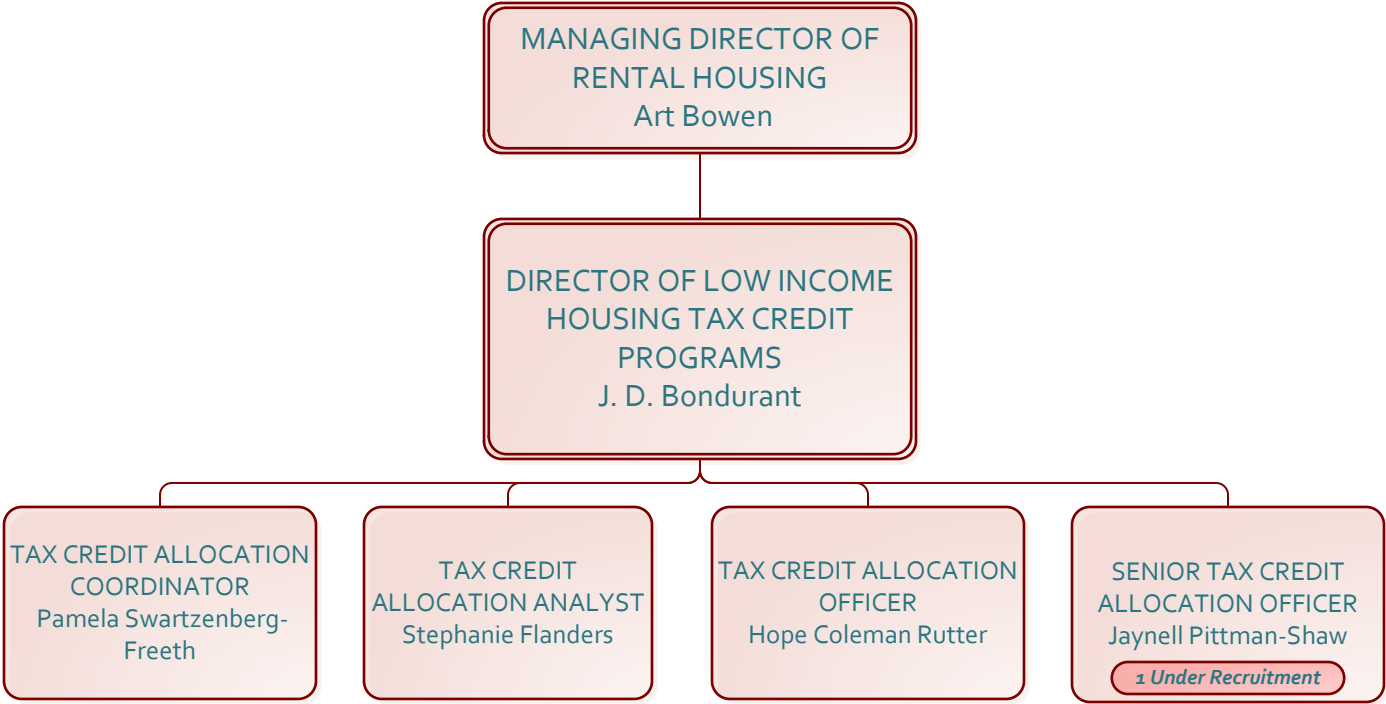 MANAGING DIRECTOR OF
RENTAL HOUSING
Art Bowen
DIRECTOR OF LOW INCOME
HOUSING TAX CREDIT
PROGRAMS
J. D. Bondurant
TAX CREDIT ALLOCATION
COORDINATOR
Pamela Swartzenberg-
Freeth
TAX CREDIT
ALLOCATION ANALYST
Stephanie Flanders
TAX CREDIT ALLOCATION
OFFICER
Hope Coleman Rutter
SENIOR TAX CREDIT
ALLOCATION OFFICER
Jaynell Pittman-Shaw
1 Under Recruitment